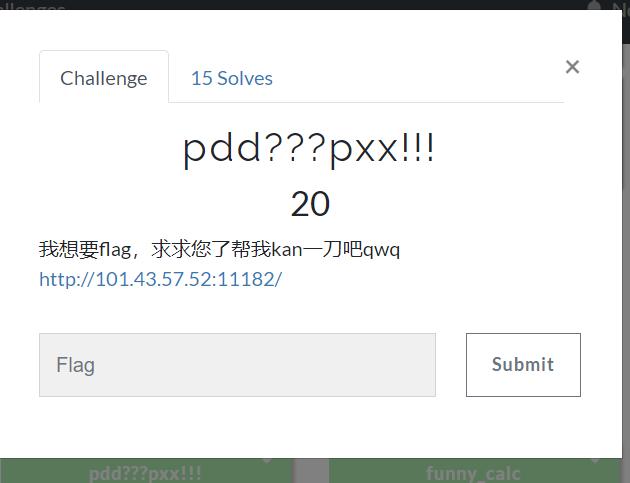 Challenge
15 Solves
×
pdd???pxx!!!
20
我想要flag，求求您了帮我kan一刀吧qwq
http://101.43.57.52:11182/
Flag
Submit
pdd???pxx!!!
funny_calc